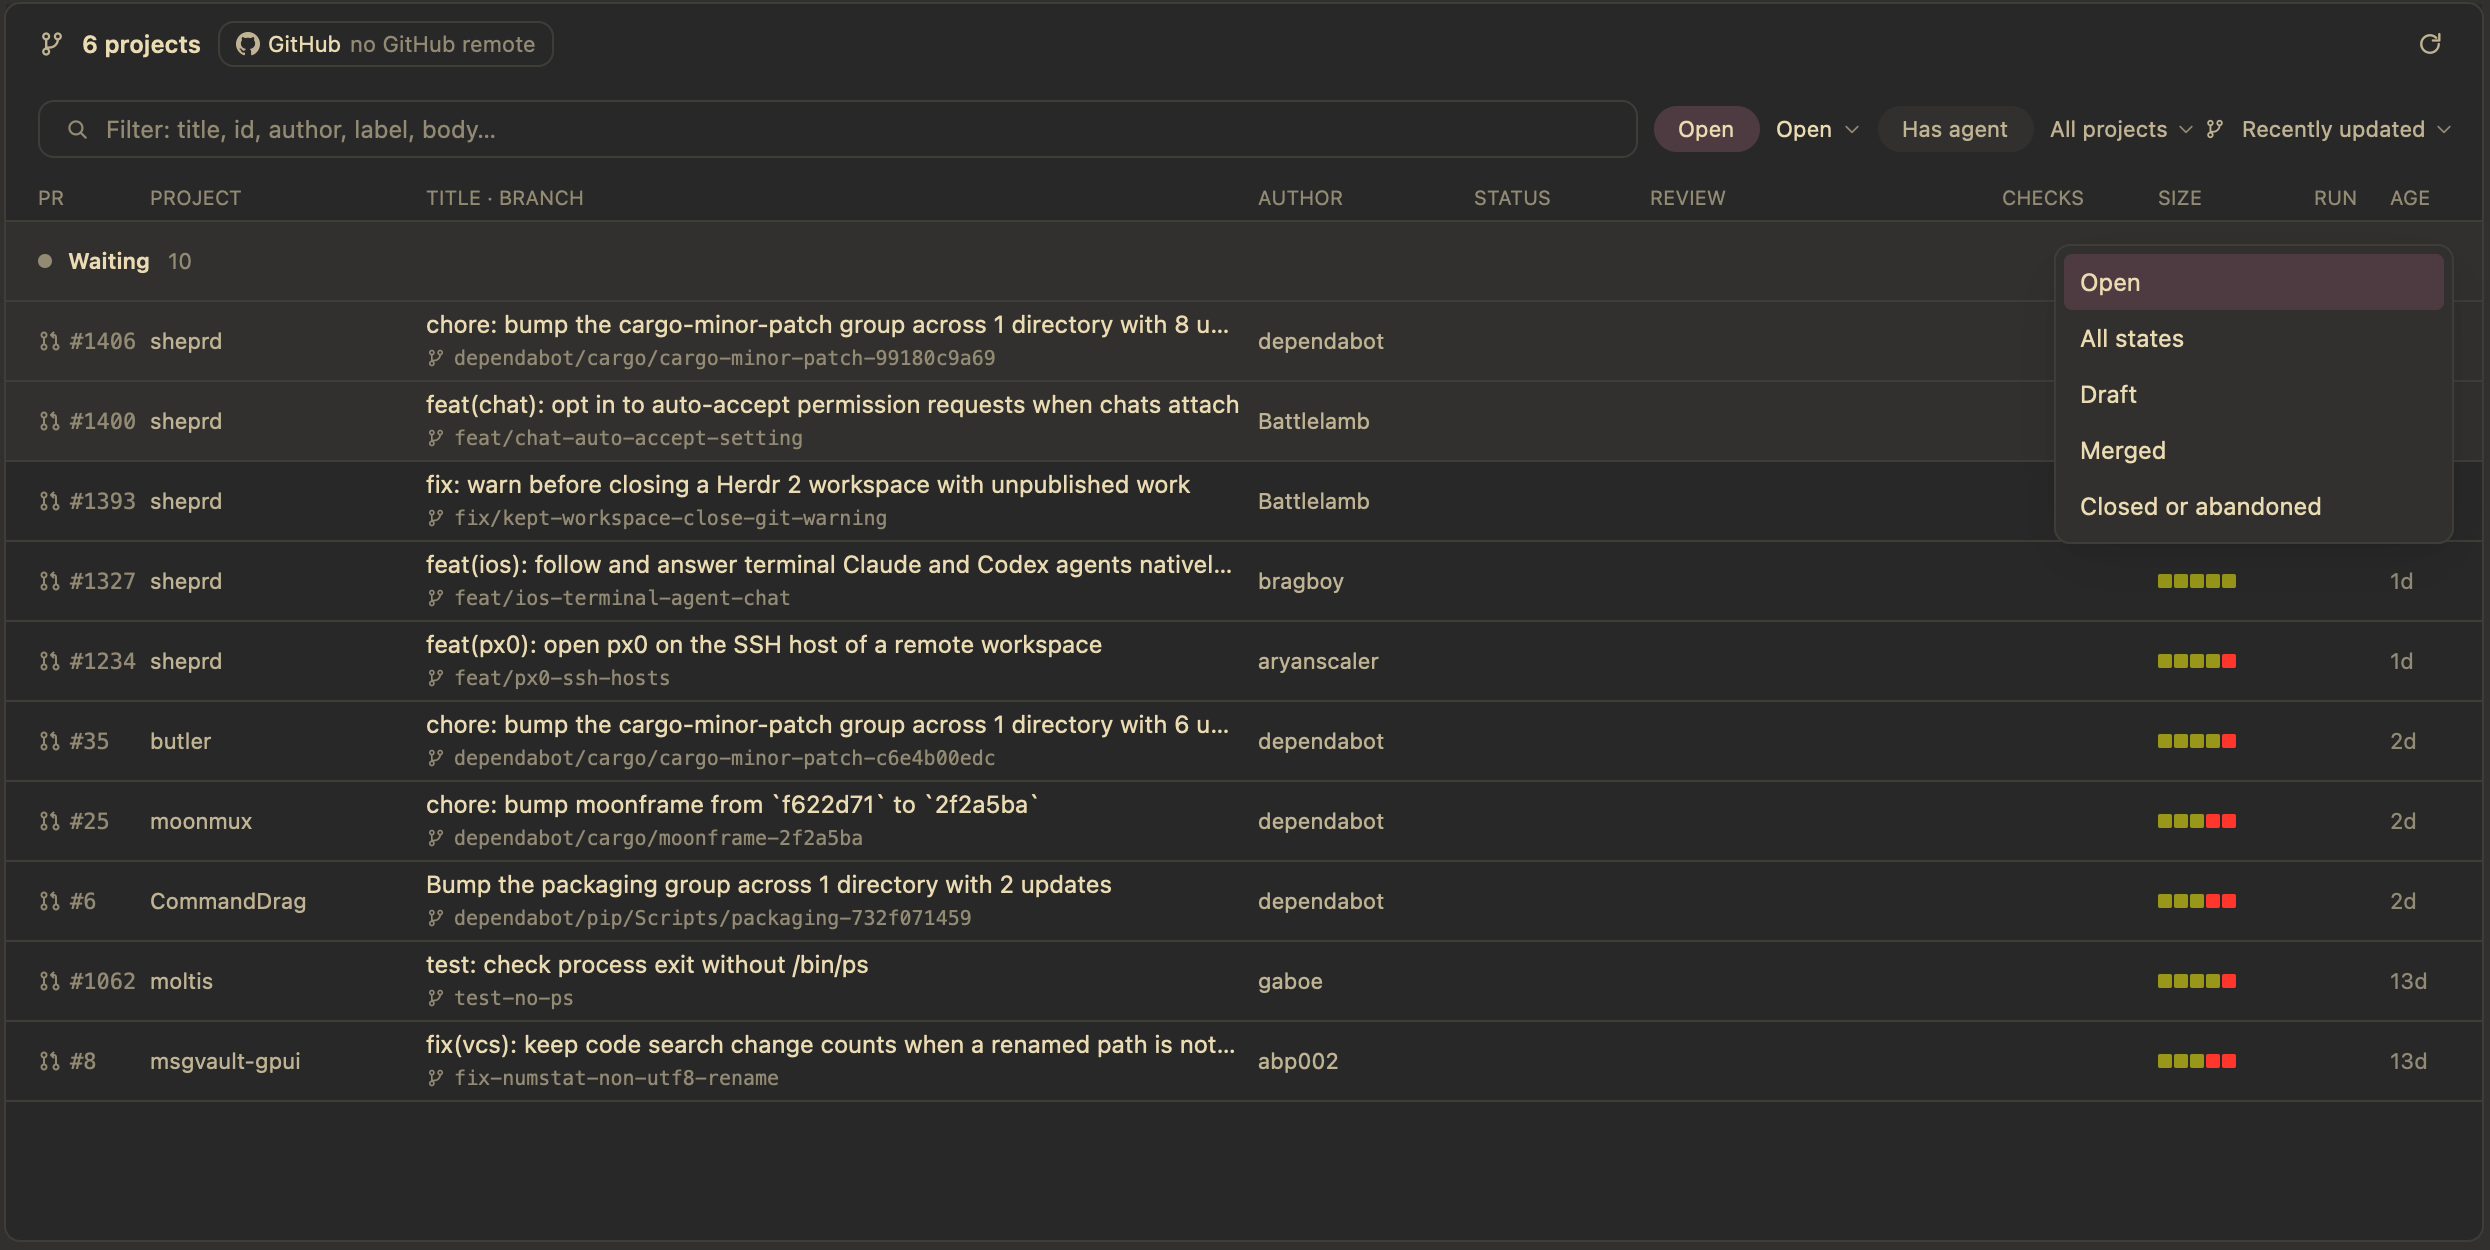 6 projects GitHub no GitHub remote
Filter: title, id, author, label, body... Open Open Has agent All projects Recently updated
PR PROJECT TITLE · BRANCH AUTHOR STATUS REVIEW CHECKS SIZE RUN AGE
Waiting 10
#1406 sheprd chore: bump the cargo-minor-patch group across 1 directory with 8 u... dependabot
dependabot/cargo/cargo-minor-patch-99180c9a69
#1400 sheprd feat(chat): opt in to auto-accept permission requests when chats attach Battlelamb
feat/chat-auto-accept-setting
#1393 sheprd fix: warn before closing a Herdr 2 workspace with unpublished work Battlelamb
fix/kept-workspace-close-git-warning
Open
All states
Draft
Merged
Closed or abandoned
#1327 sheprd feat(ios): follow and answer terminal Claude and Codex agents nativel... bragboy 1d
feat/ios-terminal-agent-chat
#1234 sheprd feat(px0): open px0 on the SSH host of a remote workspace aryanscaler 1d
feat/px0-ssh-hosts
#35 butler chore: bump the cargo-minor-patch group across 1 directory with 6 u... dependabot 2d
dependabot/cargo/cargo-minor-patch-c6e4b00edc
#25 moonmux chore: bump moonframe from `f622d71` to `2f2a5ba` dependabot 2d
dependabot/cargo/moonframe-2f2a5ba
#6 CommandDrag Bump the packaging group across 1 directory with 2 updates dependabot 2d
dependabot/pip/Scripts/packaging-732f071459
#1062 moltis test: check process exit without /bin/ps gaboe 13d
test-no-ps
#8 msgvault-gpui fix(vcs): keep code search change counts when a renamed path is not... abp002 13d
fix-numstat-non-utf8-rename